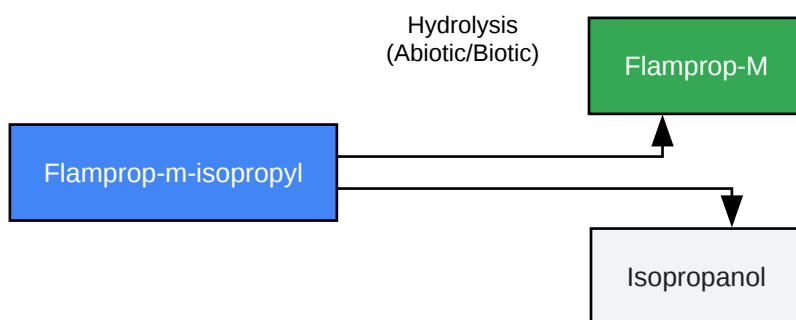 Hydrolysis
(Abiotic/Biotic)
Flamprop-M
Flamprop-m-isopropyl
Isopropanol